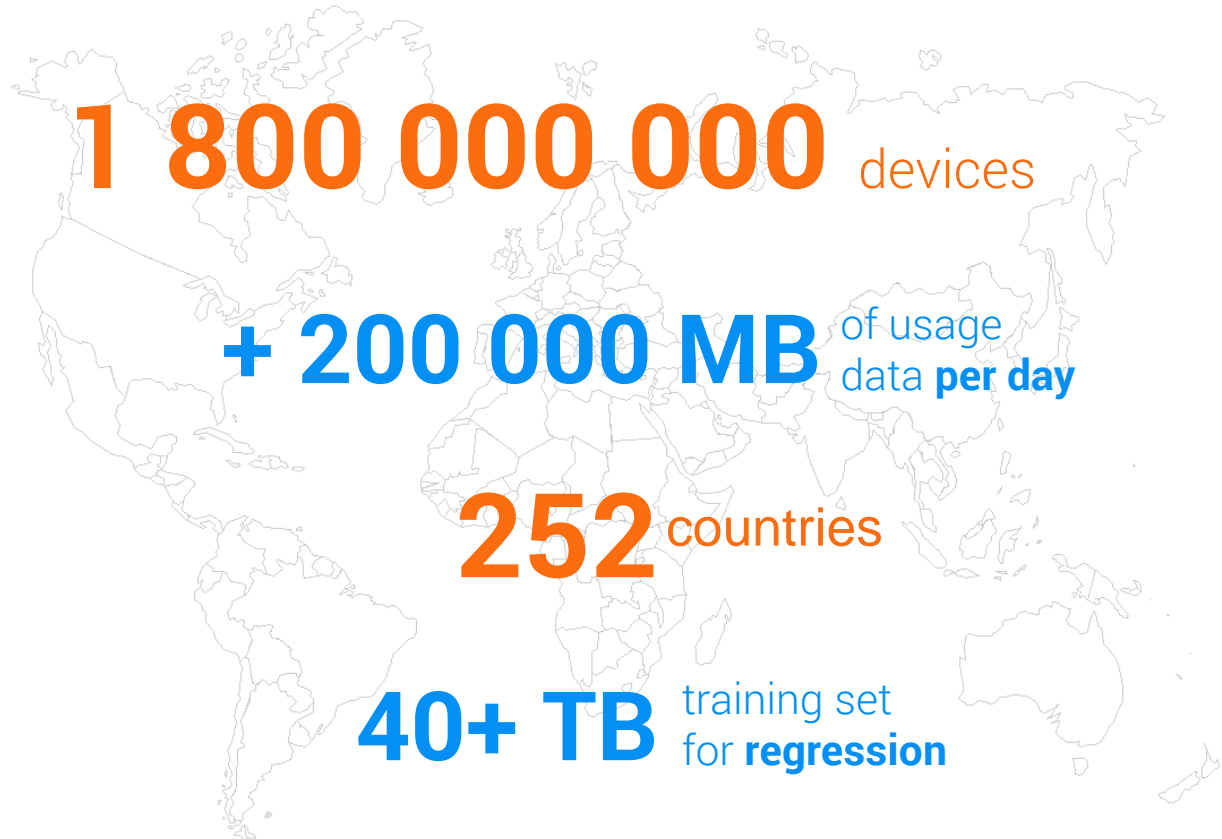 1 800 000 000 devices
+ 200 000 MB of usage
data per day
252 countries
40+ TB training set
for regression